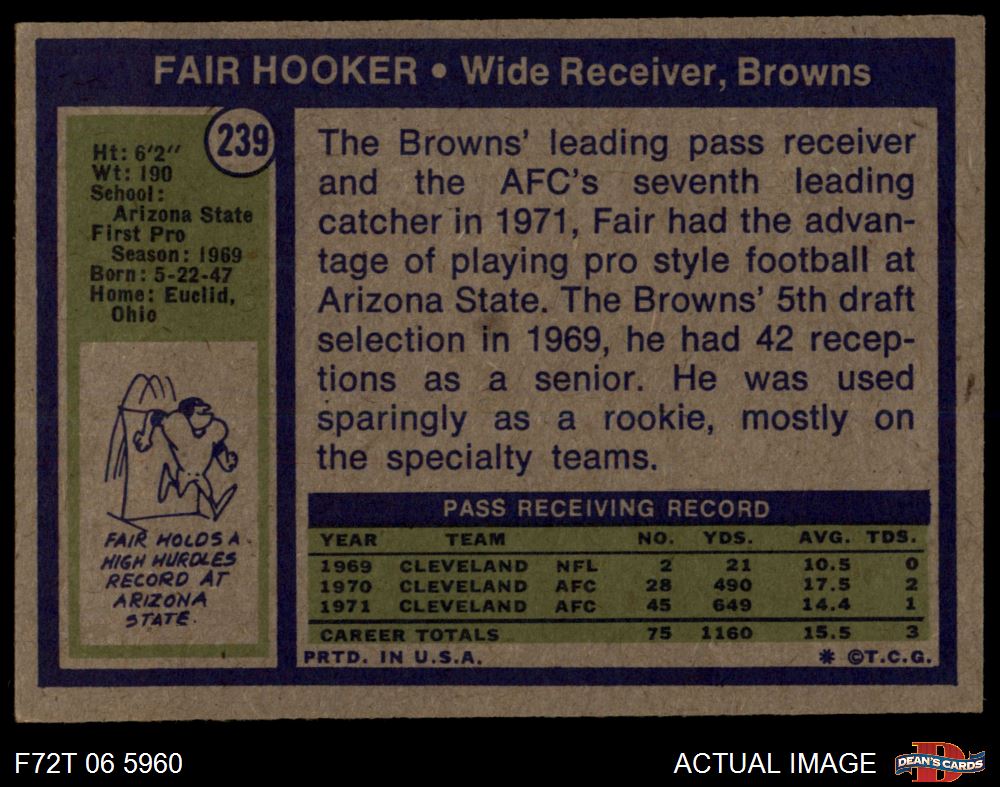 FAIR HOOKER • Wide Receiver, Browns
239
Ht: 6'2"
Wt: 190
School:
Arizona State
First Pro
Season: 1969
Born: 5-22-47
Home: Euclid,
Ohio
FAIR HOLDS A
HIGH HURDLES
RECORD AT
ARIZONA
STATE.
The Browns' leading pass receiver
and the AFC's seventh leading
catcher in 1971, Fair had the advan-
tage of playing pro style football at
Arizona State. The Browns' 5th draft
selection in 1969, he had 42 recep-
tions as a senior. He was used
sparingly as a rookie, mostly on
the specialty teams.
PASS RECEIVING RECORD
YEAR TEAM NO. YDS. AVG. TDS.
1969 CLEVELAND NFL 2 21 10.5 0
1970 CLEVELAND AFC 28 490 17.5 2
1971 CLEVELAND AFC 45 649 14.4 1
CAREER TOTALS 75 1160 15.5 3
PRTD. IN U.S.A. * ©T.C.G.
F72T 06 5960
ACTUAL IMAGE
D
DEAN'S CARDS